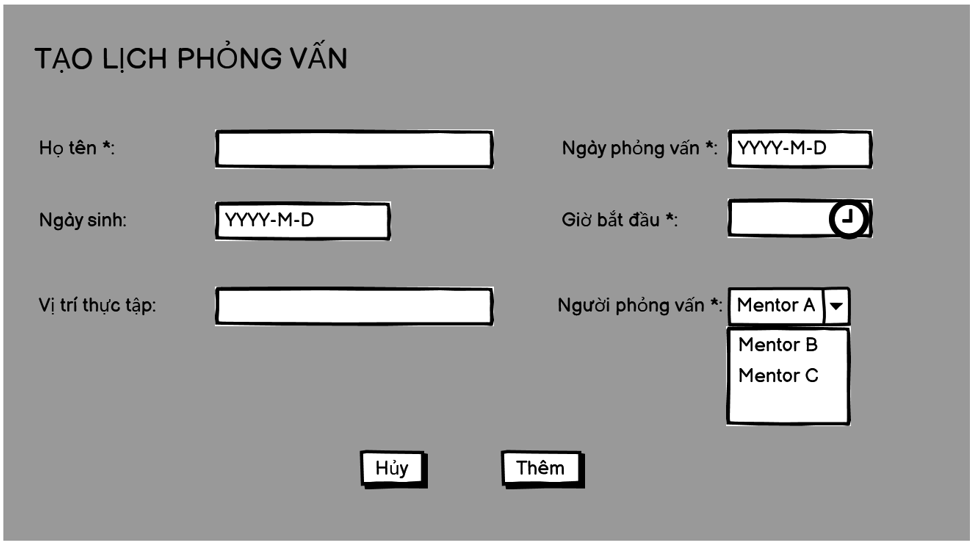 TẠO LỊCH PHỎNG VẤN
Họ tên *:
Ngày phỏng vấn *: YYYY-M-D
Ngày sinh: YYYY-M-D
Giờ bắt đầu *:
Vị trí thực tập:
Người phỏng vấn *: Mentor A
Mentor B
Mentor C
Hủy
Thêm